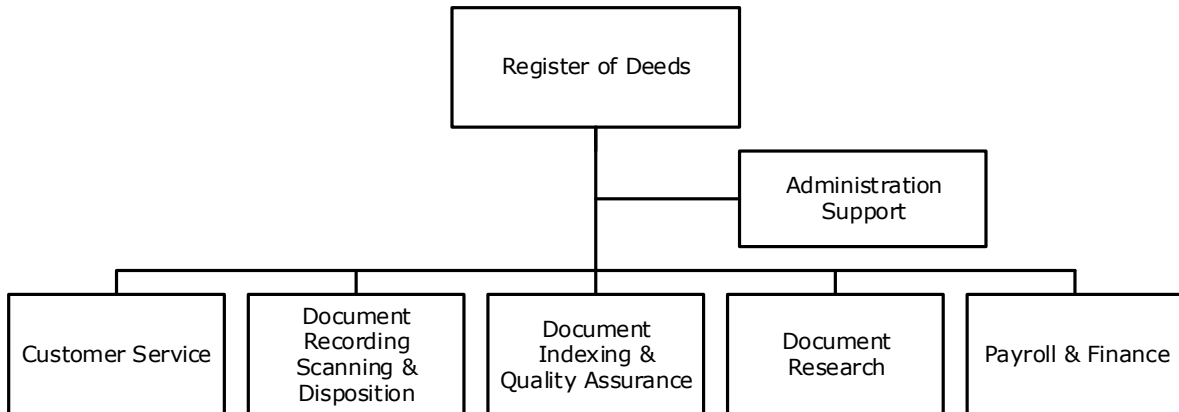 Register of Deeds
Administration
Support
Customer Service
Document
Recording
Scanning &
Disposition
Document
Indexing &
Quality Assurance
Document
Research
Payroll & Finance